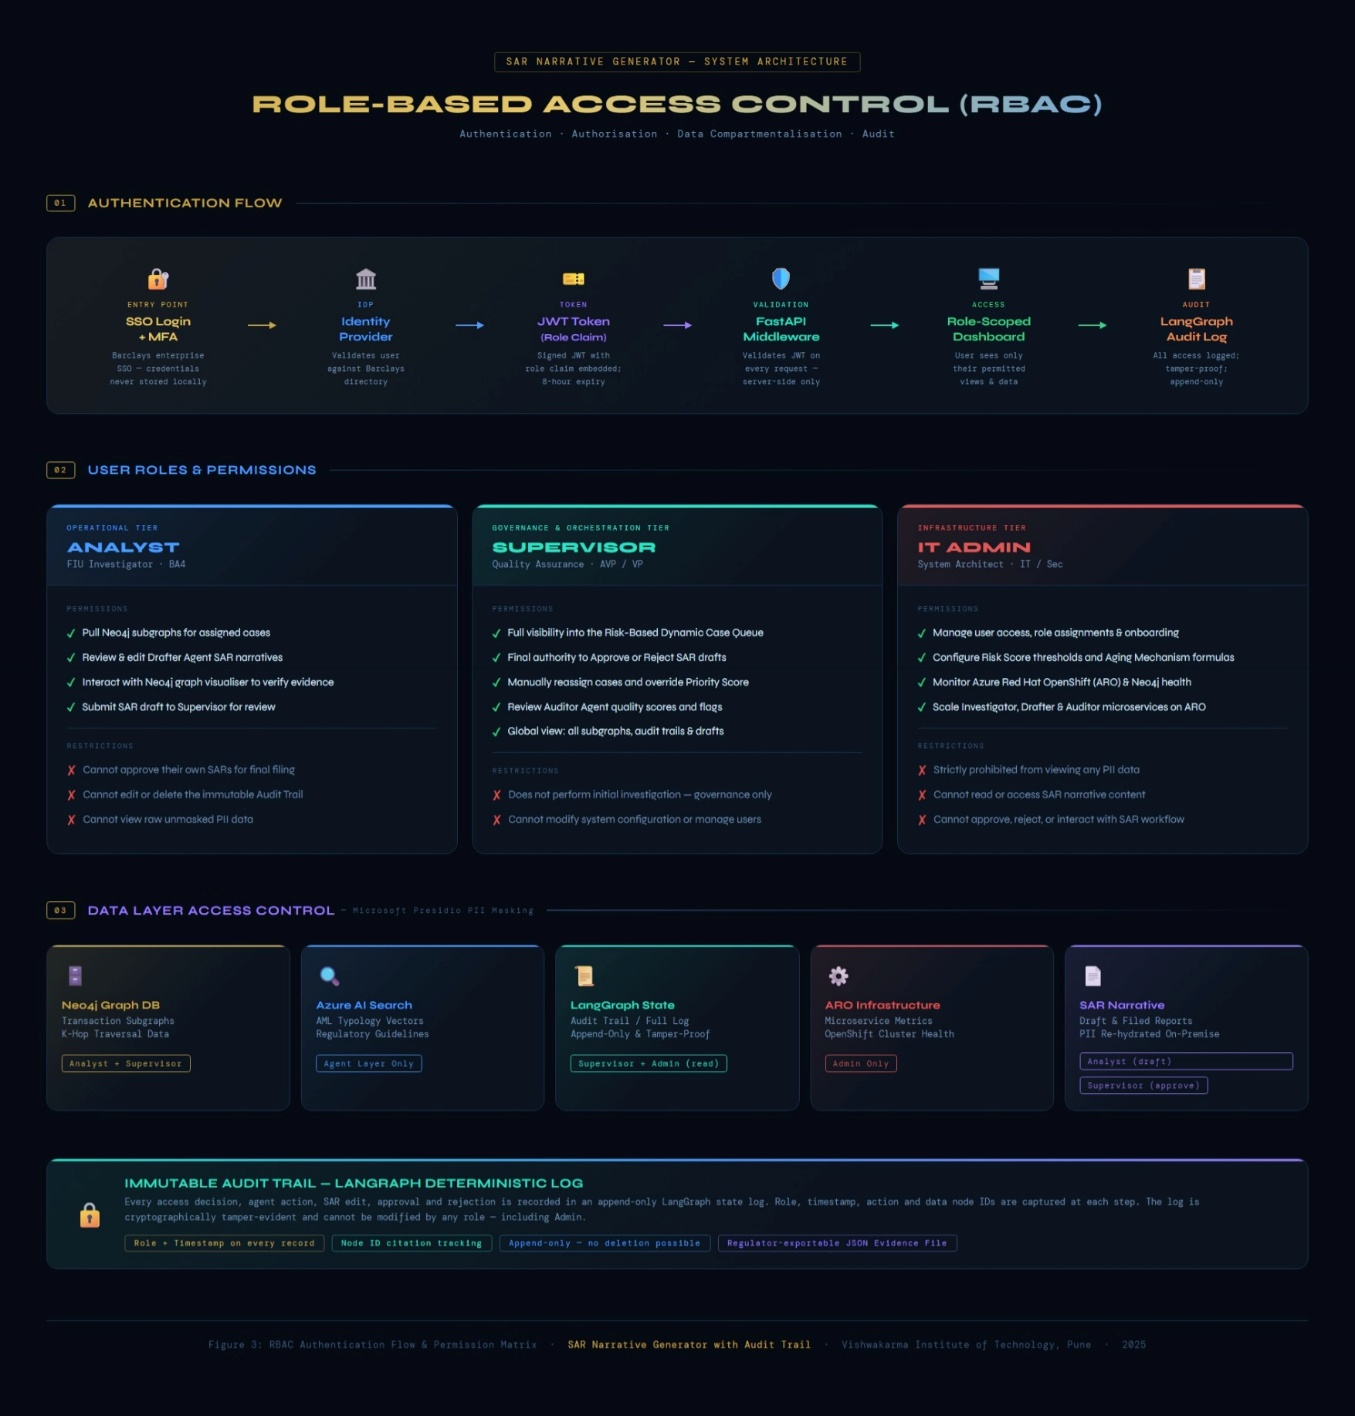 SAR NARRATIVE GENERATOR — SYSTEM ARCHITECTURE
ROLE-BASED ACCESS CONTROL (RBAC)
Authentication · Authorisation · Data Compartmentalisation · Audit
01 AUTHENTICATION FLOW
ENTRY POINT
SSO Login
+ MFA
Barclays enterprise
SSO — credentials
never stored locally
IDP
Identity
Provider
Validates user
against Barclays
directory
TOKEN
JWT Token
(Role Claim)
Signed JWT with
role claim embedded;
8-hour expiry
VALIDATION
FastAPI
Middleware
Validates JWT on
every request —
server-side only
ACCESS
Role-Scoped
Dashboard
User sees only
their permitted
views & data
AUDIT
LangGraph
Audit Log
All access logged;
tamper-proof;
append-only
02 USER ROLES & PERMISSIONS
OPERATIONAL TIER
ANALYST
FIU Investigator · BA4
PERMISSIONS
✓ Pull Neo4j subgraphs for assigned cases
✓ Review & edit Drafter Agent SAR narratives
✓ Interact with Neo4j graph visualiser to verify evidence
✓ Submit SAR draft to Supervisor for review
RESTRICTIONS
✗ Cannot approve their own SARs for final filing
✗ Cannot edit or delete the immutable Audit Trail
✗ Cannot view raw unmasked PII data
GOVERNANCE & ORCHESTRATION TIER
SUPERVISOR
Quality Assurance · AVP / VP
PERMISSIONS
✓ Full visibility into the Risk-Based Dynamic Case Queue
✓ Final authority to Approve or Reject SAR drafts
✓ Manually reassign cases and override Priority Score
✓ Review Auditor Agent quality scores and flags
✓ Global view: all subgraphs, audit trails & drafts
RESTRICTIONS
✗ Does not perform initial investigation — governance only
✗ Cannot modify system configuration or manage users
INFRASTRUCTURE TIER
IT ADMIN
System Architect · IT / Sec
PERMISSIONS
✓ Manage user access, role assignments & onboarding
✓ Configure Risk Score thresholds and Aging Mechanism formulas
✓ Monitor Azure Red Hat OpenShift (ARO) & Neo4j health
✓ Scale Investigator, Drafter & Auditor microservices on ARO
RESTRICTIONS
✗ Strictly prohibited from viewing any PII data
✗ Cannot read or access SAR narrative content
✗ Cannot approve, reject, or interact with SAR workflow
03 DATA LAYER ACCESS CONTROL — Microsoft Presidio PII Masking
Neo4j Graph DB
Transaction Subgraphs
K-Hop Traversal Data
Analyst + Supervisor
Azure AI Search
AML Typology Vectors
Regulatory Guidelines
Agent Layer Only
LangGraph State
Audit Trail / Full Log
Append-Only & Tamper-Proof
Supervisor + Admin (read)
ARO Infrastructure
Microservice Metrics
OpenShift Cluster Health
Admin Only
SAR Narrative
Draft & Filed Reports
PII Re-hydrated On-Premise
Analyst (draft)
Supervisor (approve)
IMMUTABLE AUDIT TRAIL — LANGRAPH DETERMINISTIC LOG
Every access decision, agent action, SAR edit, approval and rejection is recorded in an append-only LangGraph state log. Role, timestamp, action and data node IDs are captured at each step. The log is
cryptographically tamper-evident and cannot be modified by any role — including Admin.
Role + Timestamp on every record
Node ID citation tracking
Append-only — no deletion possible
Regulator-exportable JSON Evidence File
Figure 3: RBAC Authentication Flow & Permission Matrix · SAR Narrative Generator with Audit Trail · Vishwakarma Institute of Technology, Pune · 2025